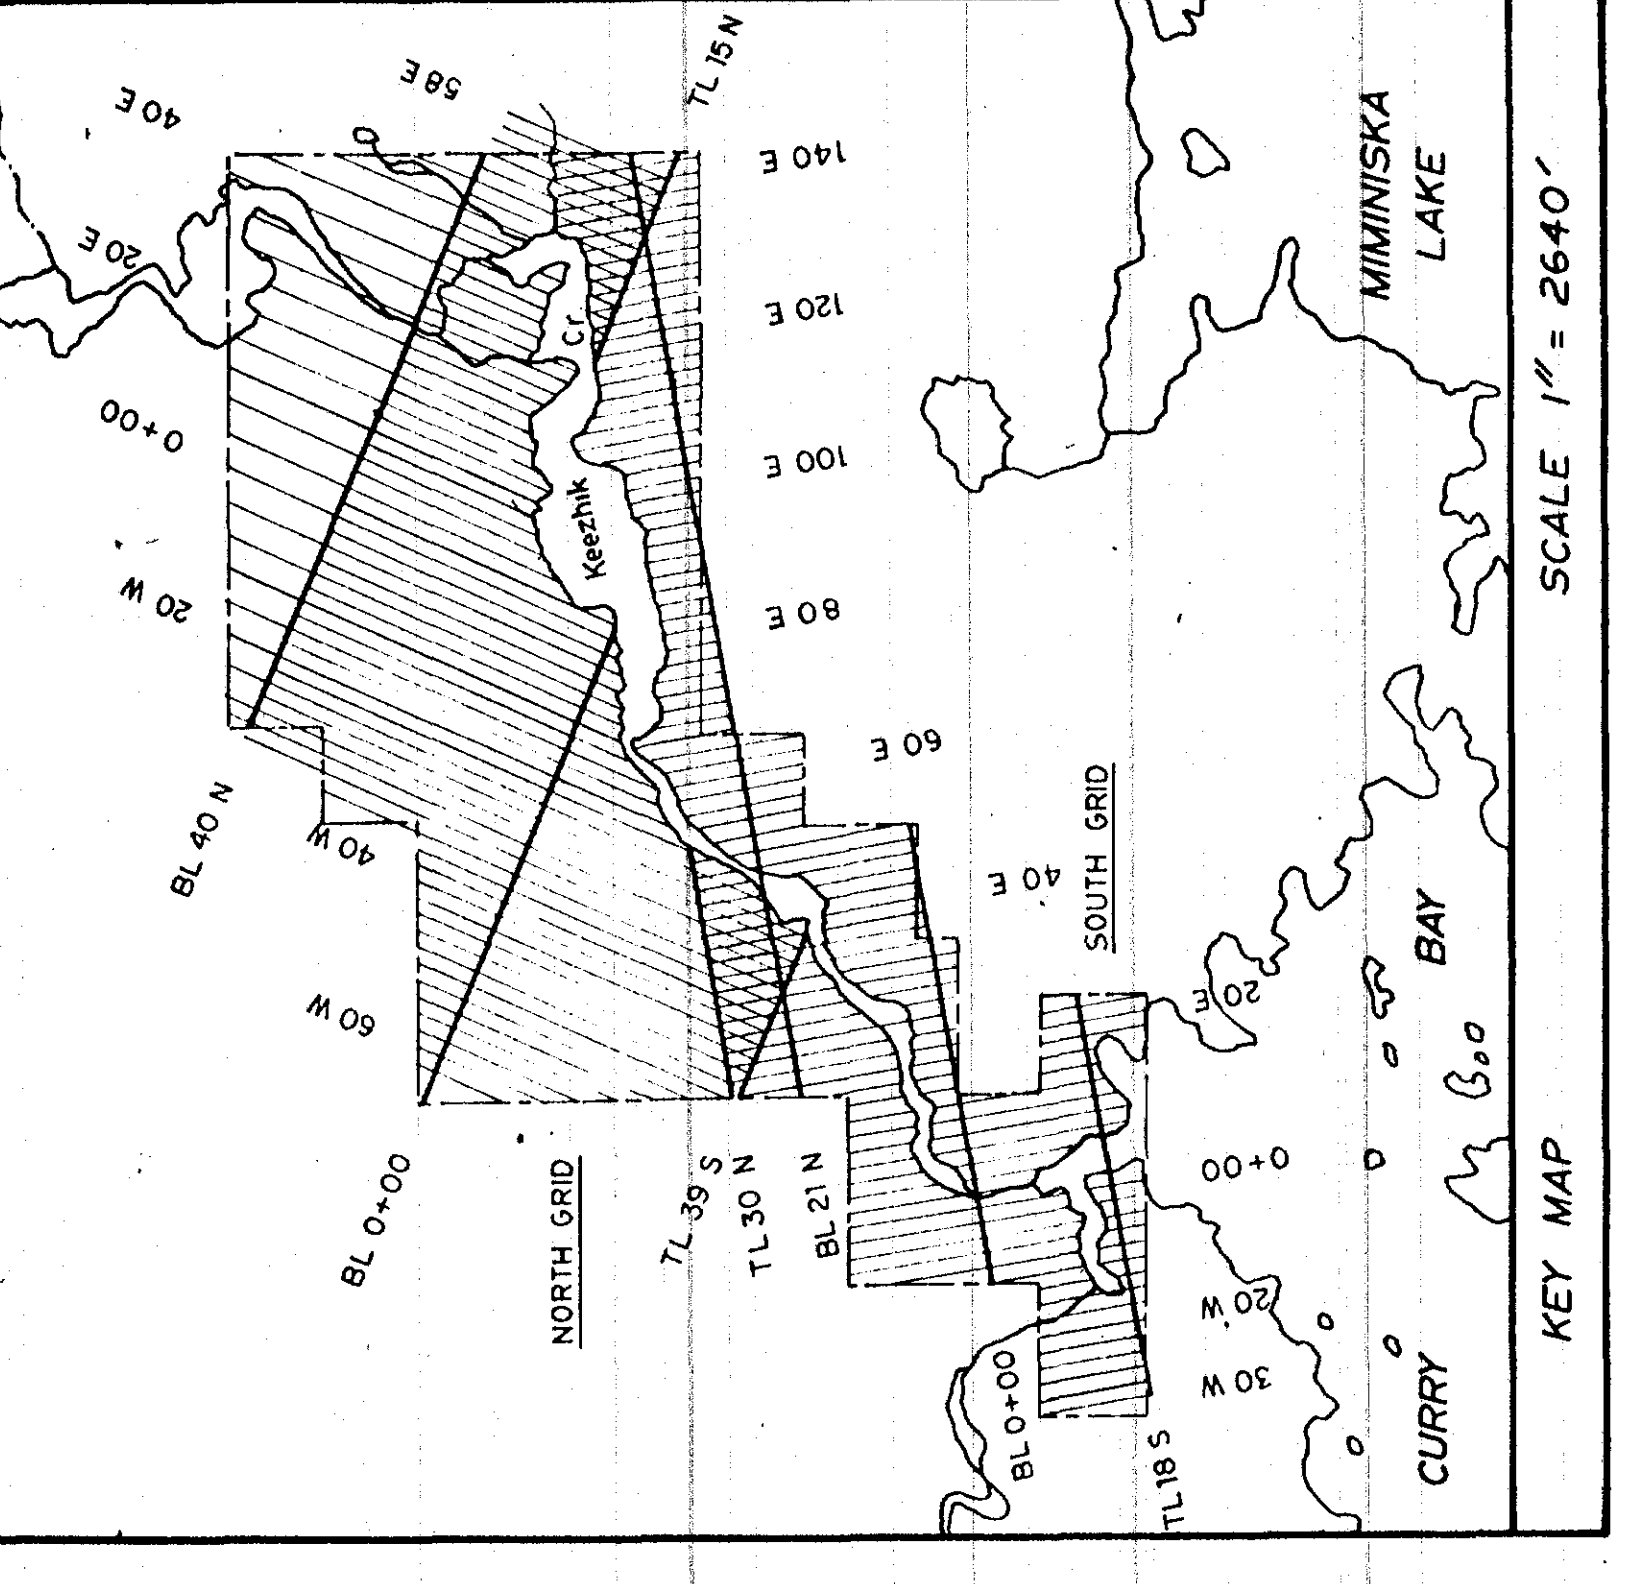 40 E
58 E
TL 15 N
20 E
140 E
120 E
0+00
100 E
20 W
80 E
Cr
Keezhik
BL 40 N
40 W
60 E
60 W
40 E
SOUTH GRID
20 E
BL 0+00
NORTH GRID
TL 39 S
TL 30 N
BL 21 N
0+00
20 W
30 W
BL 0+00
TL 18 S
MIMINISKA
LAKE
CURRY BAY
KEY MAP SCALE 1" = 2640'